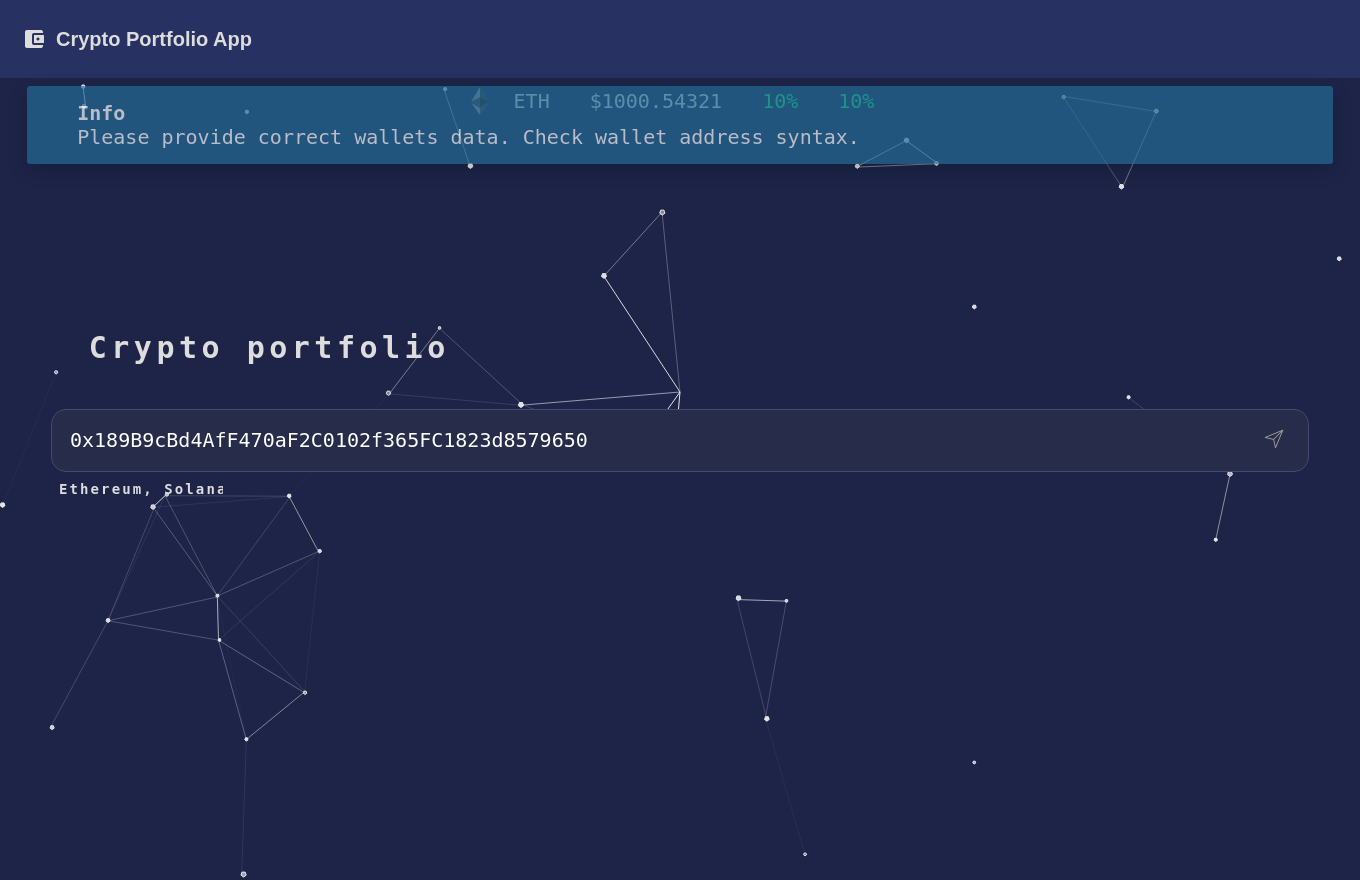 Crypto Portfolio App
ETH $1000.54321 10% 10%
Info
Please provide correct wallets data. Check wallet address syntax.
Crypto portfolio
0x189B9cBd4AfF470aF2C0102f365FC1823d8579650
Ethereum, Solana